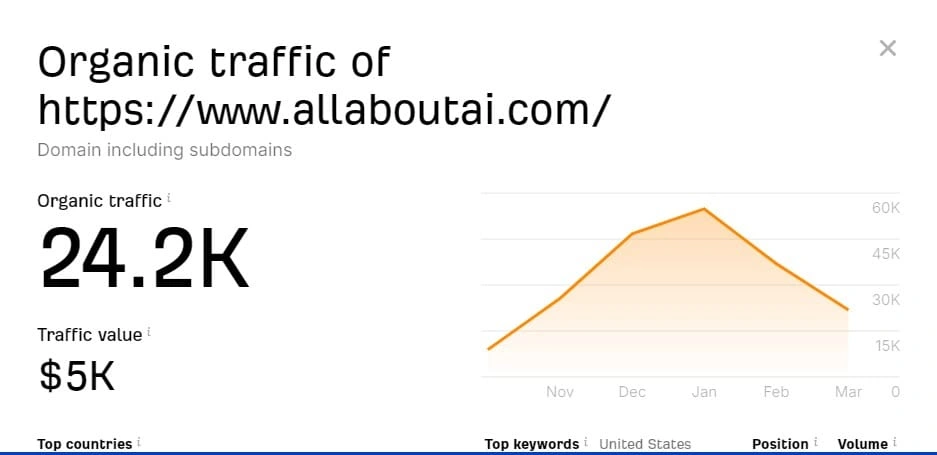 Organic traffic of
https://www.allaboutai.com/
Domain including subdomains
Organic traffic i
24.2K
Traffic value i
$5K
60K
45K
30K
15K
0
Nov Dec Jan Feb Mar
Top countries i
Top keywords i United States Position i Volume i